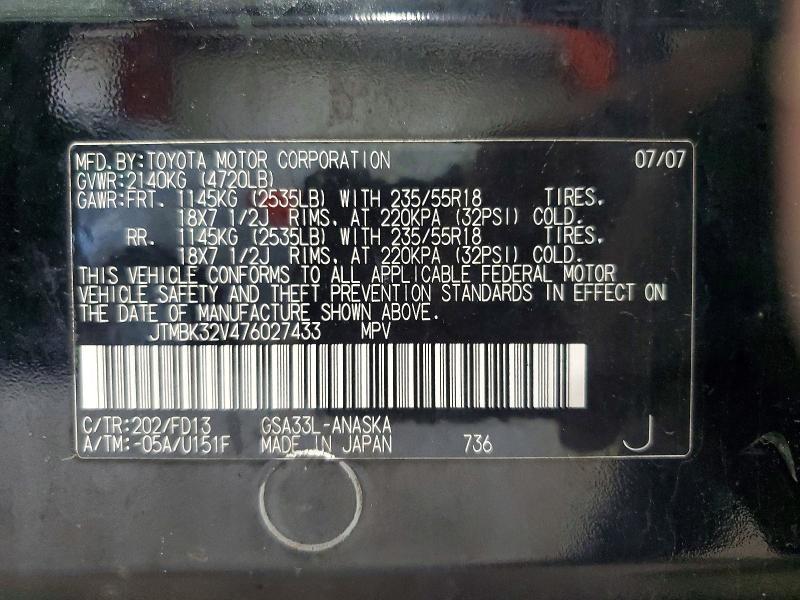 MFD. BY: TOYOTA MOTOR CORPORATION 07/07
GVWR: 2140KG (4720LB)
GAWR: FRT. 1145KG (2535LB) WITH 235/55R18 TIRES.
18X7 1/2J RIMS. AT 220KPA (32PSI) COLD.
RR. 1145KG (2535LB) WITH 235/55R18 TIRES.
18X7 1/2J RIMS. AT 220KPA (32PSI) COLD.
THIS VEHICLE CONFORMS TO ALL APPLICABLE FEDERAL MOTOR
VEHICLE SAFETY AND THEFT PREVENTION STANDARDS IN EFFECT ON
THE DATE OF MANUFACTURE SHOWN ABOVE.
JTMBK32V476027433 MPV
C/TR: 202/FD13 GSA33L-ANASKA
A/TM: -05A/U151F MADE IN JAPAN 736 J